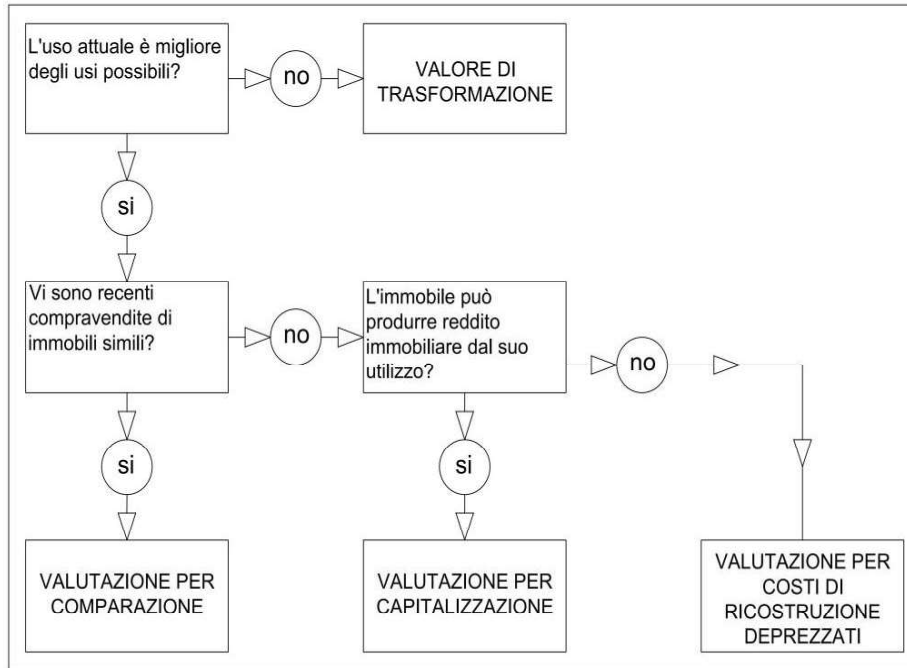 L'uso attuale è migliore
degli usi possibili?
no
VALORE DI
TRASFORMAZIONE
si
Vi sono recenti
compravendite di
immobili simili?
no
L'immobile può
produrre reddito
immobiliare dal suo
utilizzo?
no
si
si
VALUTAZIONE PER
COMPARAZIONE
VALUTAZIONE PER
CAPITALIZZAZIONE
VALUTAZIONE PER
COSTI DI
RICOSTRUZIONE
DEPREZZATI